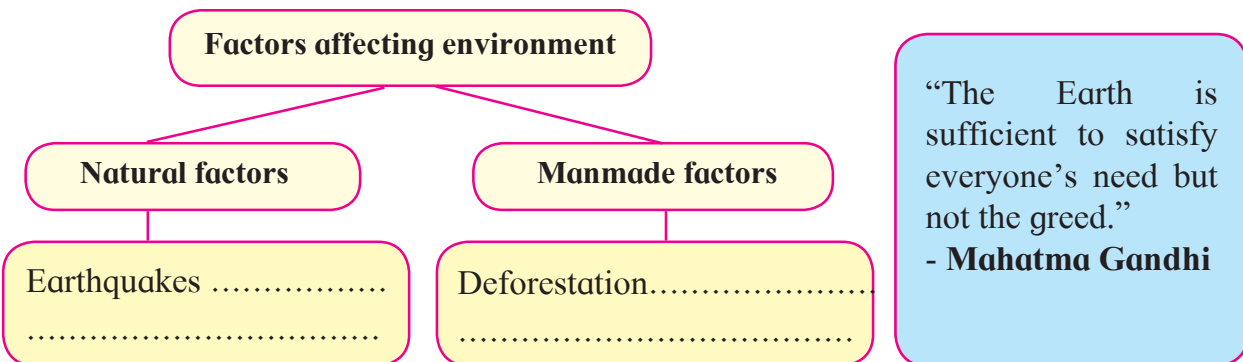 Factors affecting environment
Natural factors
Manmade factors
Earthquakes .................
..................................
Deforestation......................
......................................
“The Earth is
sufficient to satisfy
everyone’s need but
not the greed.”
- Mahatma Gandhi